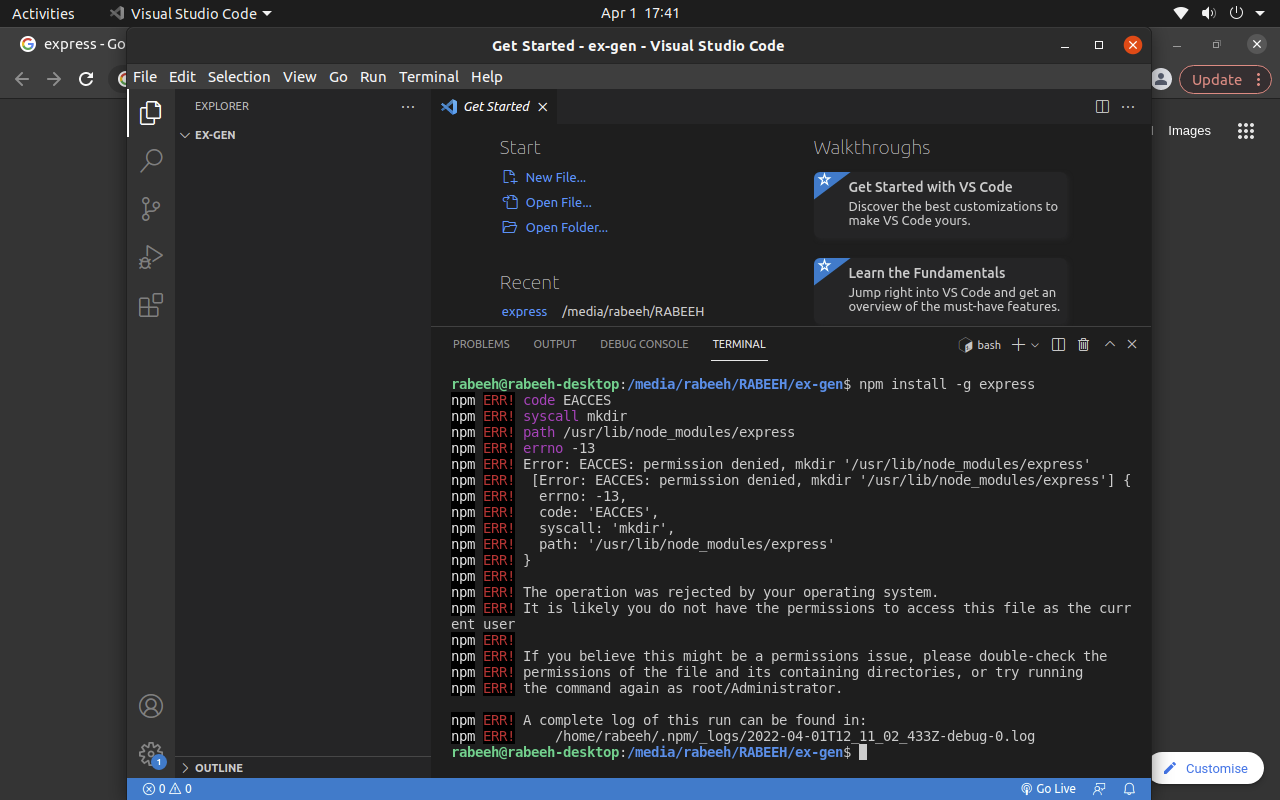 Activities
Visual Studio Code
Apr 1 17:41
express - Go
Get Started - ex-gen - Visual Studio Code
Update
File Edit Selection View Go Run Terminal Help
EXPLORER
Get Started
EX-GEN
Images
Start
New File...
Open File...
Open Folder...
Recent
express /media/rabeeh/RABEEH
Walkthroughs
Get Started with VS Code
Discover the best customizations to
make VS Code yours.
Learn the Fundamentals
Jump right into VS Code and get an
overview of the must-have features.
PROBLEMS OUTPUT DEBUG CONSOLE TERMINAL
bash
rabeeh@rabeeh-desktop:/media/rabeeh/RABEEH/ex-gen$ npm install -g express
npm ERR! code EACCES
npm ERR! syscall mkdir
npm ERR! path /usr/lib/node_modules/express
npm ERR! errno -13
npm ERR! Error: EACCES: permission denied, mkdir '/usr/lib/node_modules/express'
npm ERR!  [Error: EACCES: permission denied, mkdir '/usr/lib/node_modules/express'] {
npm ERR!   errno: -13,
npm ERR!   code: 'EACCES',
npm ERR!   syscall: 'mkdir',
npm ERR!   path: '/usr/lib/node_modules/express'
npm ERR! }
npm ERR!
npm ERR! The operation was rejected by your operating system.
npm ERR! It is likely you do not have the permissions to access this file as the curr
ent user
npm ERR!
npm ERR! If you believe this might be a permissions issue, please double-check the
npm ERR! permissions of the file and its containing directories, or try running
npm ERR! the command again as root/Administrator.
npm ERR! A complete log of this run can be found in:
npm ERR!     /home/rabeeh/.npm/_logs/2022-04-01T12_11_02_433Z-debug-0.log
rabeeh@rabeeh-desktop:/media/rabeeh/RABEEH/ex-gen$
1
OUTLINE
Customise
0 0
Go Live